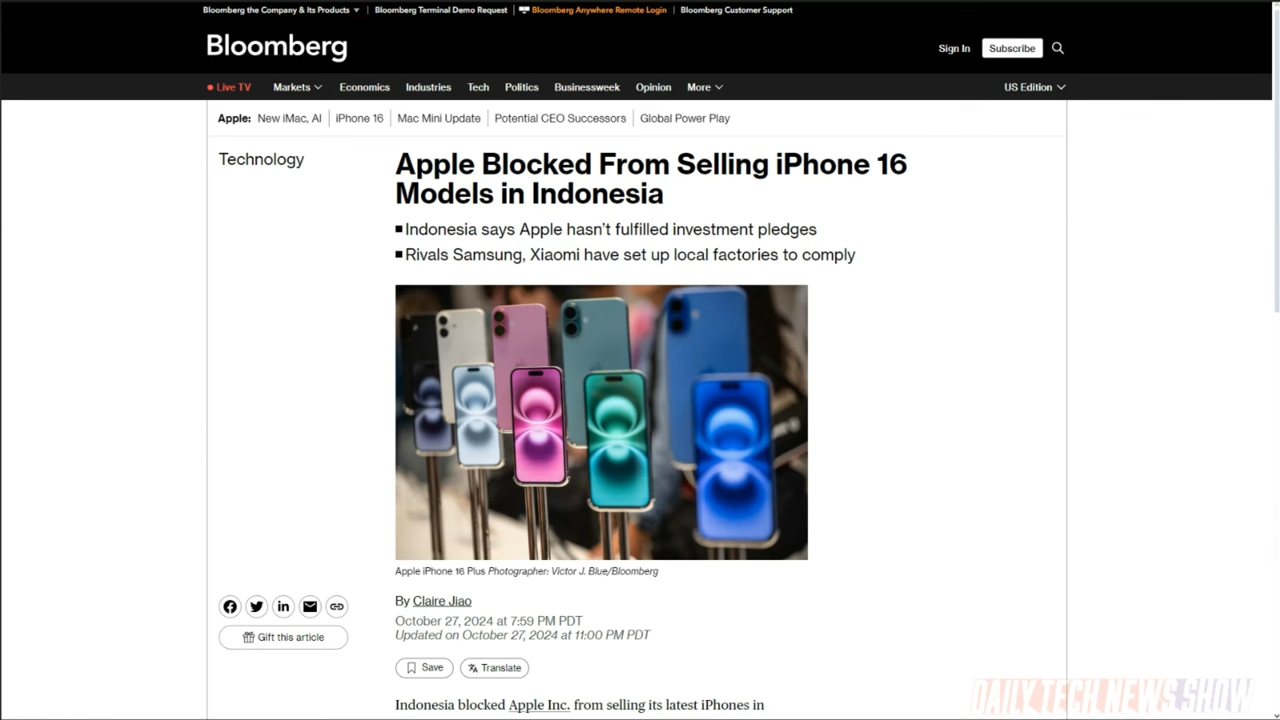 Bloomberg the Company & Its Products
Bloomberg Terminal Demo Request
Bloomberg Anywhere Remote Login
Bloomberg Customer Support
Bloomberg
Sign In
Subscribe
Live TV
Markets
Economics
Industries
Tech
Politics
Businessweek
Opinion
More
US Edition
Apple:
New iMac, AI
iPhone 16
Mac Mini Update
Potential CEO Successors
Global Power Play
Technology
Apple Blocked From Selling iPhone 16
Models in Indonesia
Indonesia says Apple hasn't fulfilled investment pledges
Rivals Samsung, Xiaomi have set up local factories to comply
Apple iPhone 16 Plus Photographer: Victor J. Blue/Bloomberg
By Claire Jiao
October 27, 2024 at 7:59 PM PDT
Updated on October 27, 2024 at 11:00 PM PDT
Gift this article
Save
Translate
Indonesia blocked Apple Inc. from selling its latest iPhones in
DAILY TECH NEWS SHOW